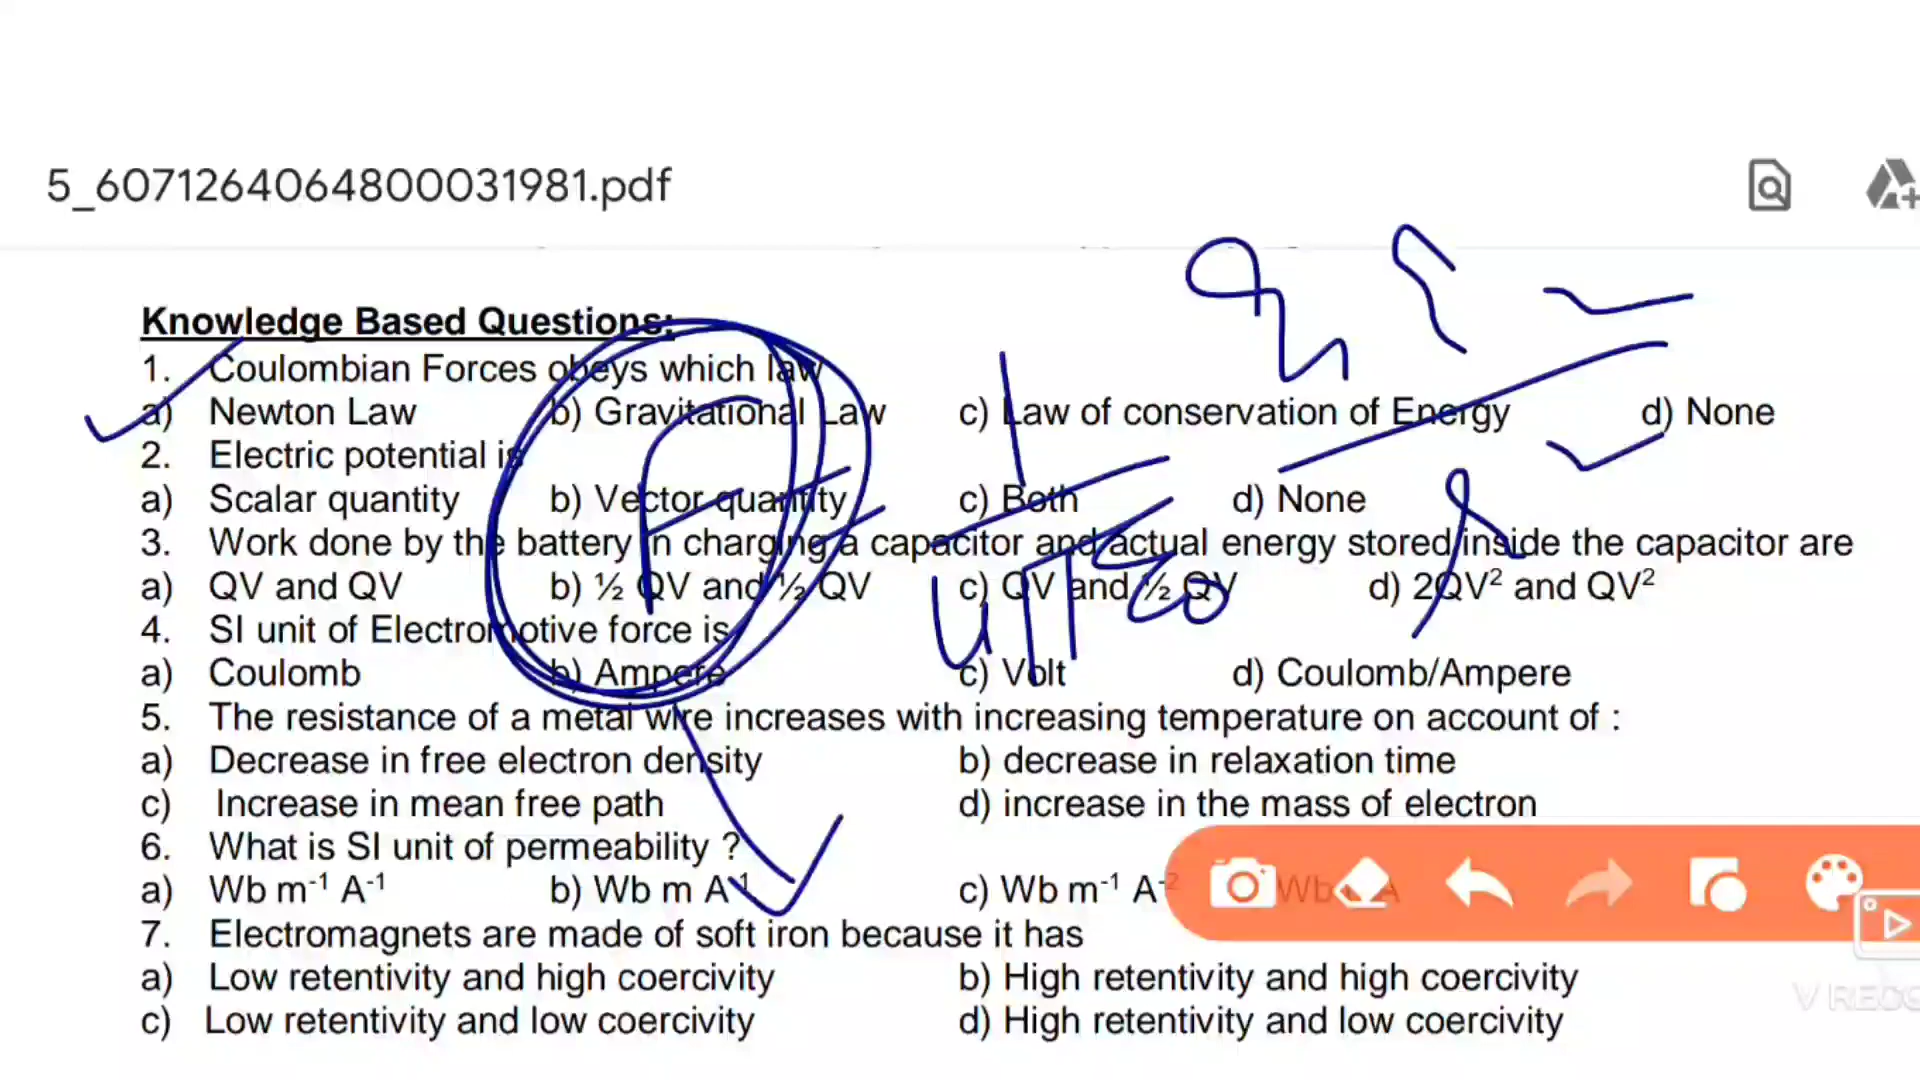 5_6071264064800031981.pdf
Knowledge Based Questions:
1. Coulombian Forces obeys which law
a) Newton Law b) Gravitational Law c) Law of conservation of Energy d) None
2. Electric potential is
a) Scalar quantity b) Vector quantity c) Both d) None
3. Work done by the battery in charging a capacitor and actual energy stored inside the capacitor are
a) QV and QV b) ½ QV and ½ QV c) QV and ½ QV d) 2QV² and QV²
4. SI unit of Electromotive force is
a) Coulomb b) Ampere c) Volt d) Coulomb/Ampere
5. The resistance of a metal wire increases with increasing temperature on account of :
a) Decrease in free electron density b) decrease in relaxation time
c) Increase in mean free path d) increase in the mass of electron
6. What is SI unit of permeability ?
a) Wb m⁻¹ A⁻¹ b) Wb m A⁻¹ c) Wb m⁻¹ A⁻² Wb A
7. Electromagnets are made of soft iron because it has
a) Low retentivity and high coercivity b) High retentivity and high coercivity
c) Low retentivity and low coercivity d) High retentivity and low coercivity